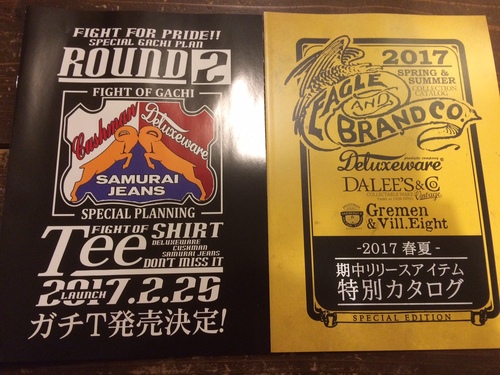 FIGHT FOR PRIDE!!
SPECIAL GACHI PLAN
ROUND 2
FIGHT OF GACHI
Cushman
Deluxeware
SAMURAI
JEANS
SPECIAL PLANNING
FIGHT OF
Tee SHIRT
DELUXEWARE
CUSHMAN
SAMURAI JEANS
DON'T MISS IT
LAUNCH
2017.2.25
ガチT発売決定!
2017
SPRING &
SUMMER
COLLECTION
CATALOG
EAGLE
AND
BRAND CO.
Deluxeware
DALEE'S & Co
Vintage
Gremen
& Vill.Eight
-2017 春夏-
期中リリースアイテム
特別カタログ
SPECIAL EDITION